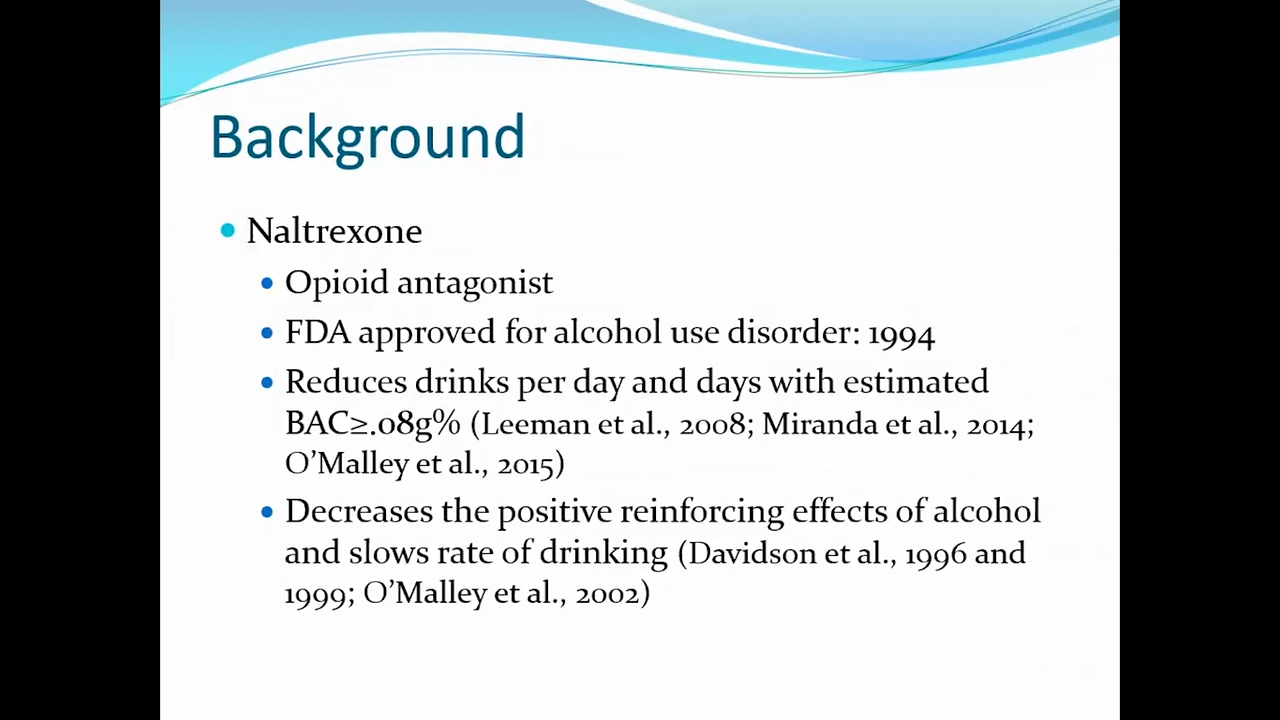 Background
• Naltrexone
• Opioid antagonist
• FDA approved for alcohol use disorder: 1994
• Reduces drinks per day and days with estimated
BAC≥.08g% (Leeman et al., 2008; Miranda et al., 2014;
O’Malley et al., 2015)
• Decreases the positive reinforcing effects of alcohol
and slows rate of drinking (Davidson et al., 1996 and
1999; O’Malley et al., 2002)